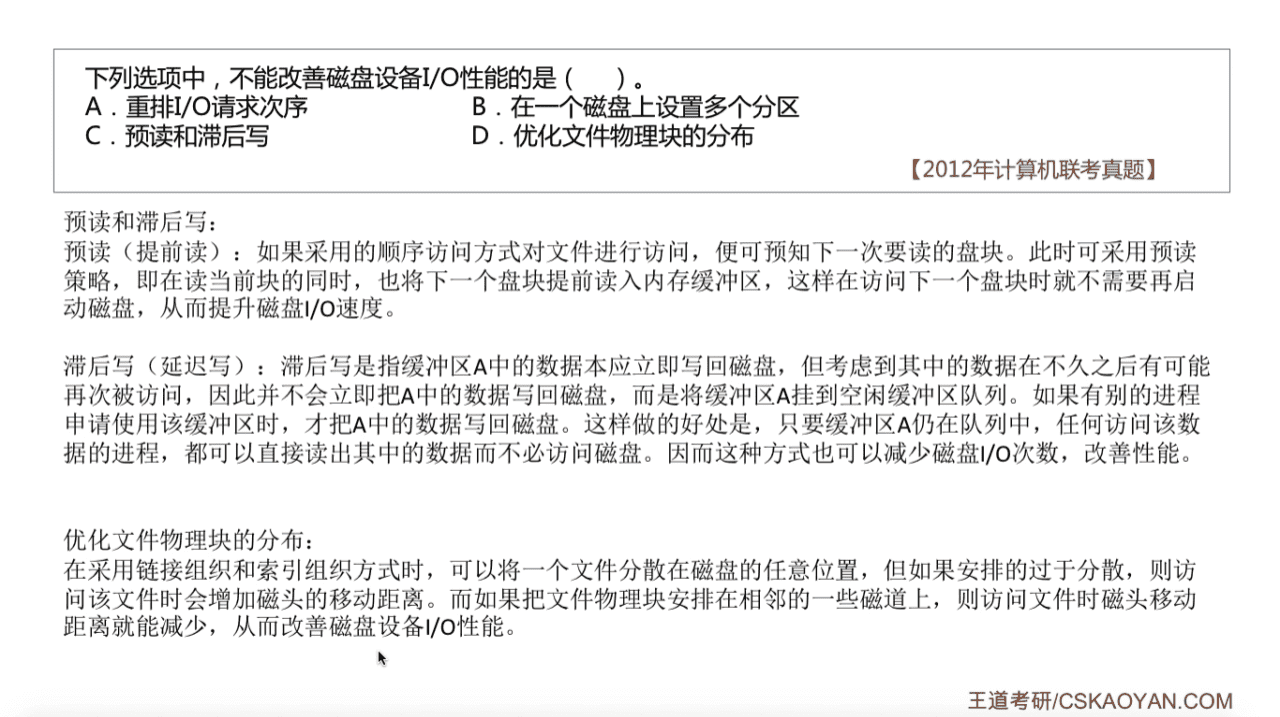 下列选项中，不能改善磁盘设备I/O性能的是（　　）。
A．重排I/O请求次序　　B．在一个磁盘上设置多个分区
C．预读和滞后写　　D．优化文件物理块的分布
【2012年计算机联考真题】
预读和滞后写：
预读（提前读）：如果采用的顺序访问方式对文件进行访问，便可预知下一次要读的盘块。此时可采用预读
策略，即在读当前块的同时，也将下一个盘块提前读入内存缓冲区，这样在访问下一个盘块时就不需要再启
动磁盘，从而提升磁盘I/O速度。
滞后写（延迟写）：滞后写是指缓冲区A中的数据本应立即写回磁盘，但考虑到其中的数据在不久之后有可能
再次被访问，因此并不会立即把A中的数据写回磁盘，而是将缓冲区A挂到空闲缓冲区队列。如果有别的进程
申请使用该缓冲区时，才把A中的数据写回磁盘。这样做的好处是，只要缓冲区A仍在队列中，任何访问该数
据的进程，都可以直接读出其中的数据而不必访问磁盘。因而这种方式也可以减少磁盘I/O次数，改善性能。
优化文件物理块的分布：
在采用链接组织和索引组织方式时，可以将一个文件分散在磁盘的任意位置，但如果安排的过于分散，则访
问该文件时会增加磁头的移动距离。而如果把文件物理块安排在相邻的一些磁道上，则访问文件时磁头移动
距离就能减少，从而改善磁盘设备I/O性能。
王道考研/CSKAOYAN.COM